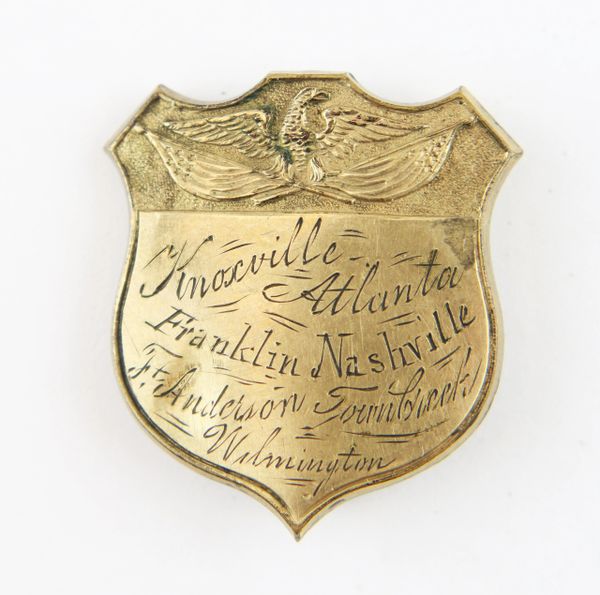 Knoxville
Atlanta
Franklin Nashville
Ft. Anderson Town Creek
Wilmington